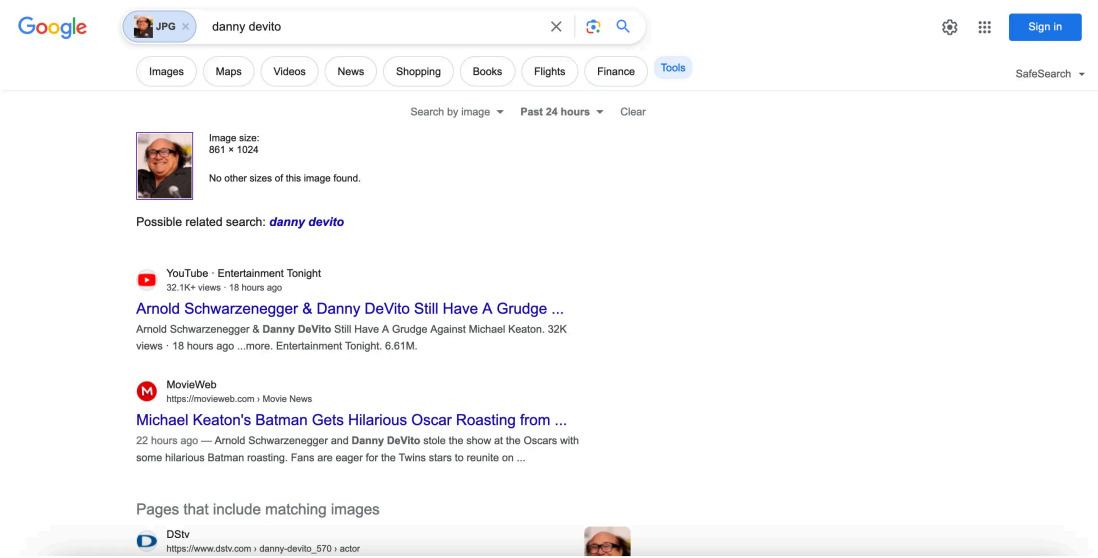 Google
JPG × danny devito
Sign in
Images Maps Videos News Shopping Books Flights Finance Tools
SafeSearch
Search by image Past 24 hours Clear
Image size:
861 × 1024
No other sizes of this image found.
Possible related search: danny devito
YouTube · Entertainment Tonight
32.1K+ views · 18 hours ago
Arnold Schwarzenegger & Danny DeVito Still Have A Grudge ...
Arnold Schwarzenegger & Danny DeVito Still Have A Grudge Against Michael Keaton. 32K
views · 18 hours ago ...more. Entertainment Tonight. 6.61M.
M
MovieWeb
https://movieweb.com › Movie News
Michael Keaton's Batman Gets Hilarious Oscar Roasting from ...
22 hours ago — Arnold Schwarzenegger and Danny DeVito stole the show at the Oscars with
some hilarious Batman roasting. Fans are eager for the Twins stars to reunite on ...
Pages that include matching images
DStv
https://www.dstv.com › danny-devito_570 › actor